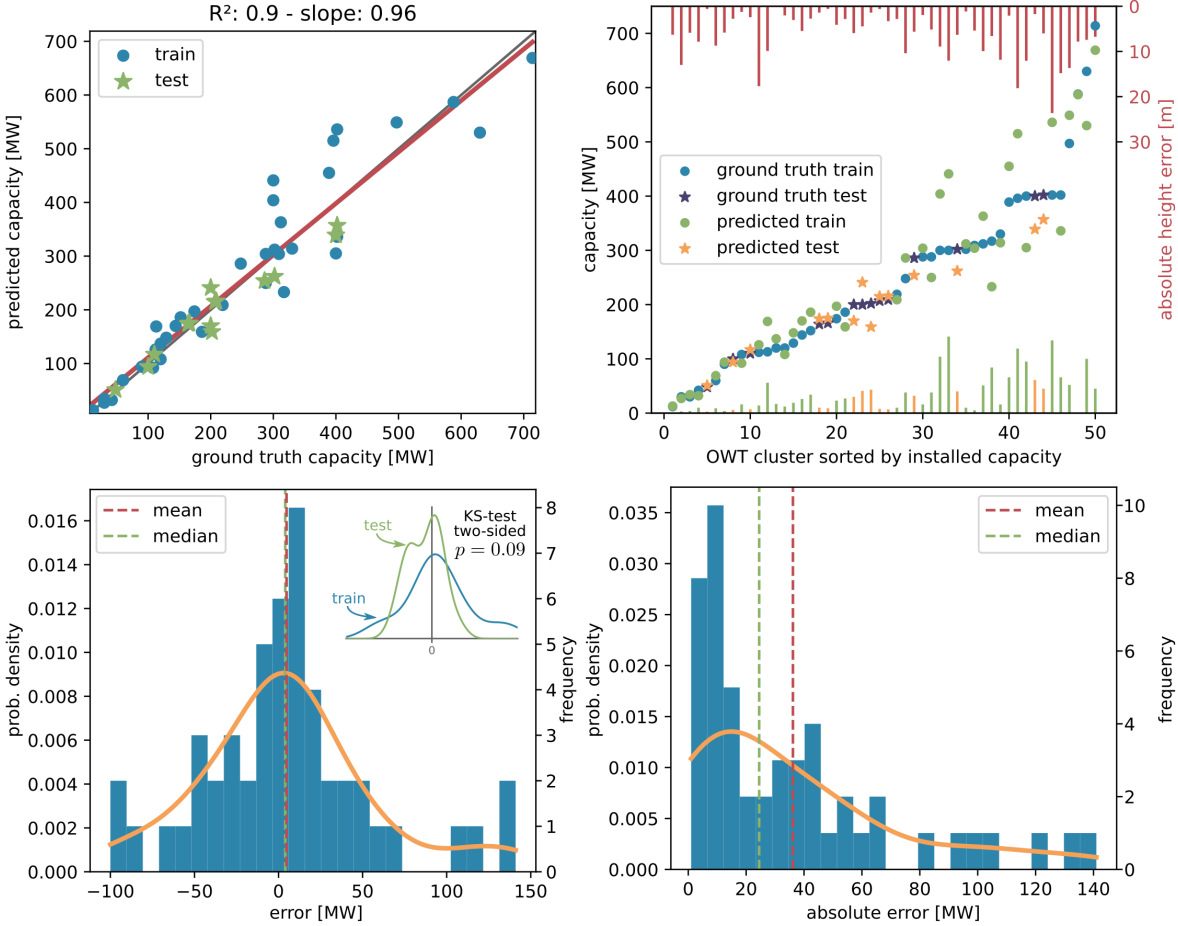 R²: 0.9 - slope: 0.96
train
test
700
600
500
400
300
200
100
predicted capacity [MW]
100 200 300 400 500 600 700
ground truth capacity [MW]
ground truth train
ground truth test
predicted train
predicted test
700
600
500
400
300
200
100
0
capacity [MW]
0
10
20
30
absolute height error [m]
0 10 20 30 40 50
OWT cluster sorted by installed capacity
mean
median
test
train
KS-test
two-sided
p = 0.09
0
0.016
0.014
0.012
0.010
0.008
0.006
0.004
0.002
0.000
prob. density
8
7
6
5
4
3
2
1
0
frequency
−100 −50 0 50 100 150
error [MW]
mean
median
0.035
0.030
0.025
0.020
0.015
0.010
0.005
0.000
prob. density
10
8
6
4
2
0
frequency
0 20 40 60 80 100 120 140
absolute error [MW]